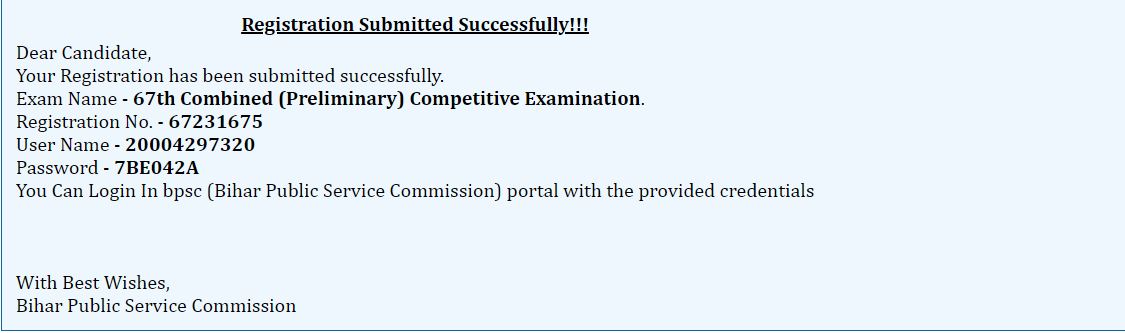 Registration Submitted Successfully!!!
Dear Candidate,
Your Registration has been submitted successfully.
Exam Name - 67th Combined (Preliminary) Competitive Examination.
Registration No. - 67231675
User Name - 20004297320
Password - 7BE042A
You Can Login In bpsc (Bihar Public Service Commission) portal with the provided credentials
With Best Wishes,
Bihar Public Service Commission